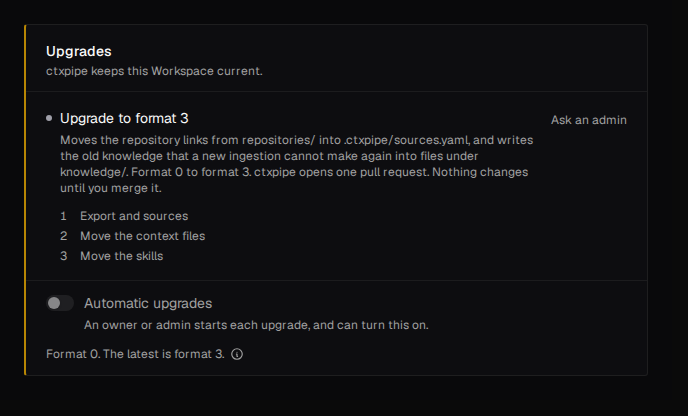 Upgrades
ctxpipe keeps this Workspace current.
Upgrade to format 3
Ask an admin
Moves the repository links from repositories/ into .ctxpipe/sources.yaml, and writes
the old knowledge that a new ingestion cannot make again into files under
knowledge/. Format 0 to format 3. ctxpipe opens one pull request. Nothing changes
until you merge it.
1 Export and sources
2 Move the context files
3 Move the skills
Automatic upgrades
An owner or admin starts each upgrade, and can turn this on.
Format 0. The latest is format 3.